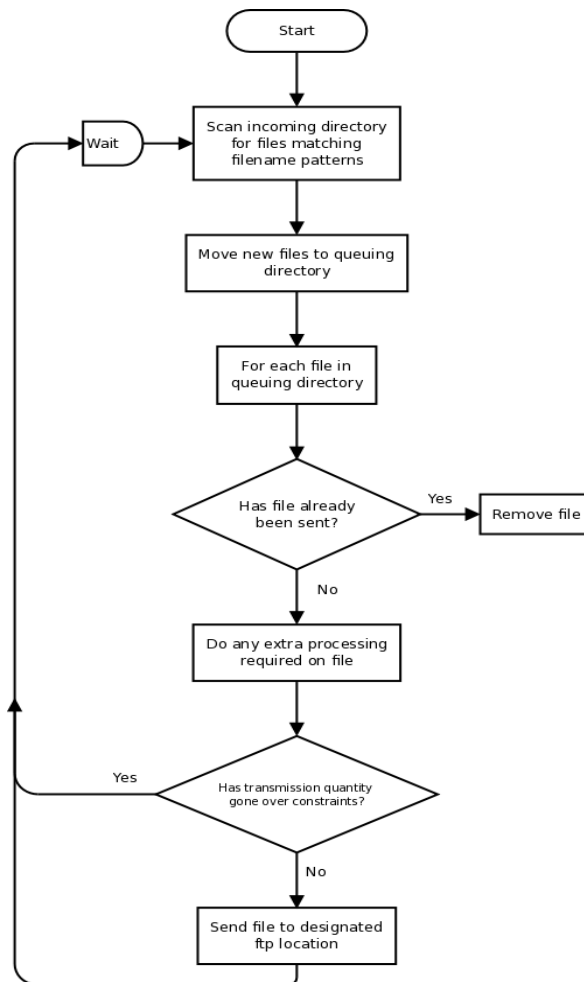 Start
Wait
Scan incoming directory
for files matching
filename patterns
Move new files to queuing
directory
For each file in
queuing directory
Has file already
been sent?
Yes
Remove file
No
Do any extra processing
required on file
Has transmission quantity
gone over constraints?
Yes
No
Send file to designated
ftp location